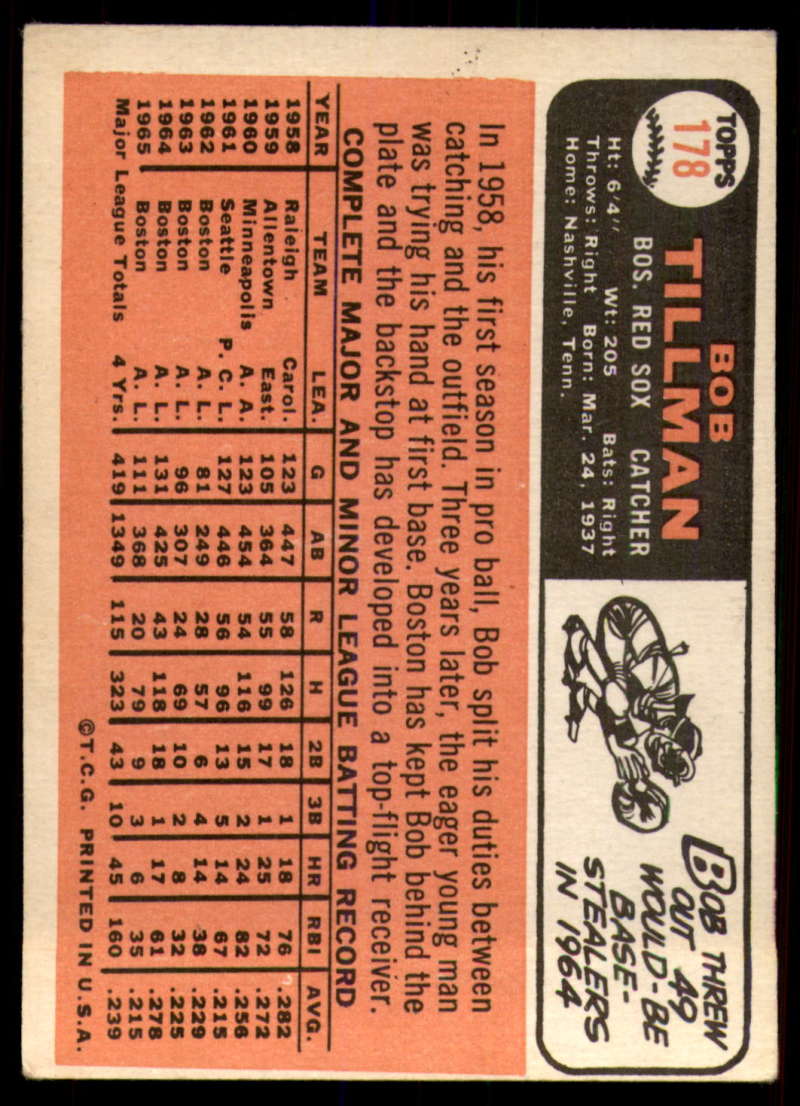 TOPPS
178
BOB
TILLMAN
BOS. RED SOX CATCHER
Ht: 6'4" Wt: 205 Bats: Right
Throws: Right Born: Mar. 24, 1937
Home: Nashville, Tenn.
BOB THREW
OUT 49
WOULD-BE
BASE-
STEALERS
IN 1964
In 1958, his first season in pro ball, Bob split his duties between
catching and the outfield. Three years later, the eager young man
was trying his hand at first base. Boston has kept Bob behind the
plate and the backstop has developed into a top-flight receiver.
COMPLETE MAJOR AND MINOR LEAGUE BATTING RECORD
YEAR TEAM LEA. G AB R H 2B 3B HR RBI AVG.
1958 Raleigh Carol. 123 447 58 126 18 1 18 76 .282
1959 Allentown East. 105 364 55 99 17 1 25 72 .272
1960 Minneapolis A. A. 123 454 54 116 15 2 24 82 .256
1961 Seattle P. C. L. 127 446 56 96 13 5 14 67 .215
1962 Boston A. L. 81 249 28 57 6 4 14 38 .229
1963 Boston A. L. 96 307 24 69 10 2 8 32 .225
1964 Boston A. L. 131 425 43 118 18 1 17 61 .278
1965 Boston A. L. 111 368 20 79 9 3 6 35 .215
Major League Totals 4 Yrs. 419 1349 115 323 43 10 45 160 .239
©T.C.G. PRINTED IN U.S.A.